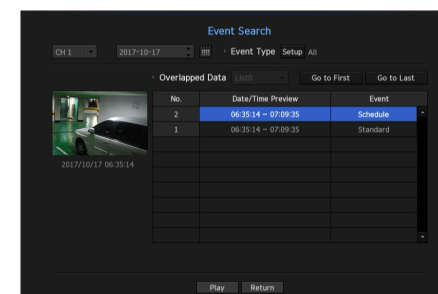 Event Search
CH 1 2017-10-17 Event Type Setup All
Overlapped Data List0 Go to First Go to Last
No. Date/Time Preview Event
2 06:35:14 ~ 07:09:35 Schedule
1 06:35:14 ~ 07:09:35 Standard
2017/10/17 06:35:14
Play Return